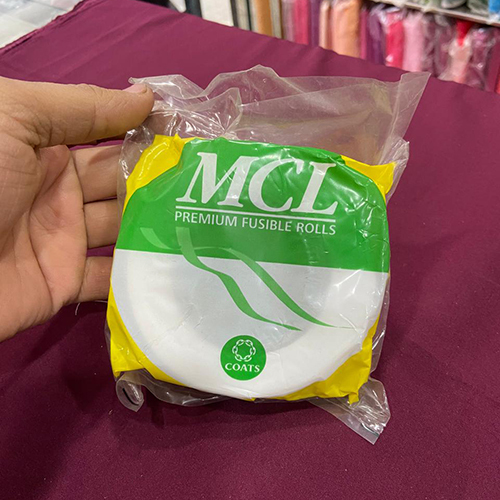 MCL
PREMIUM FUSIBLE ROLLS
COATS